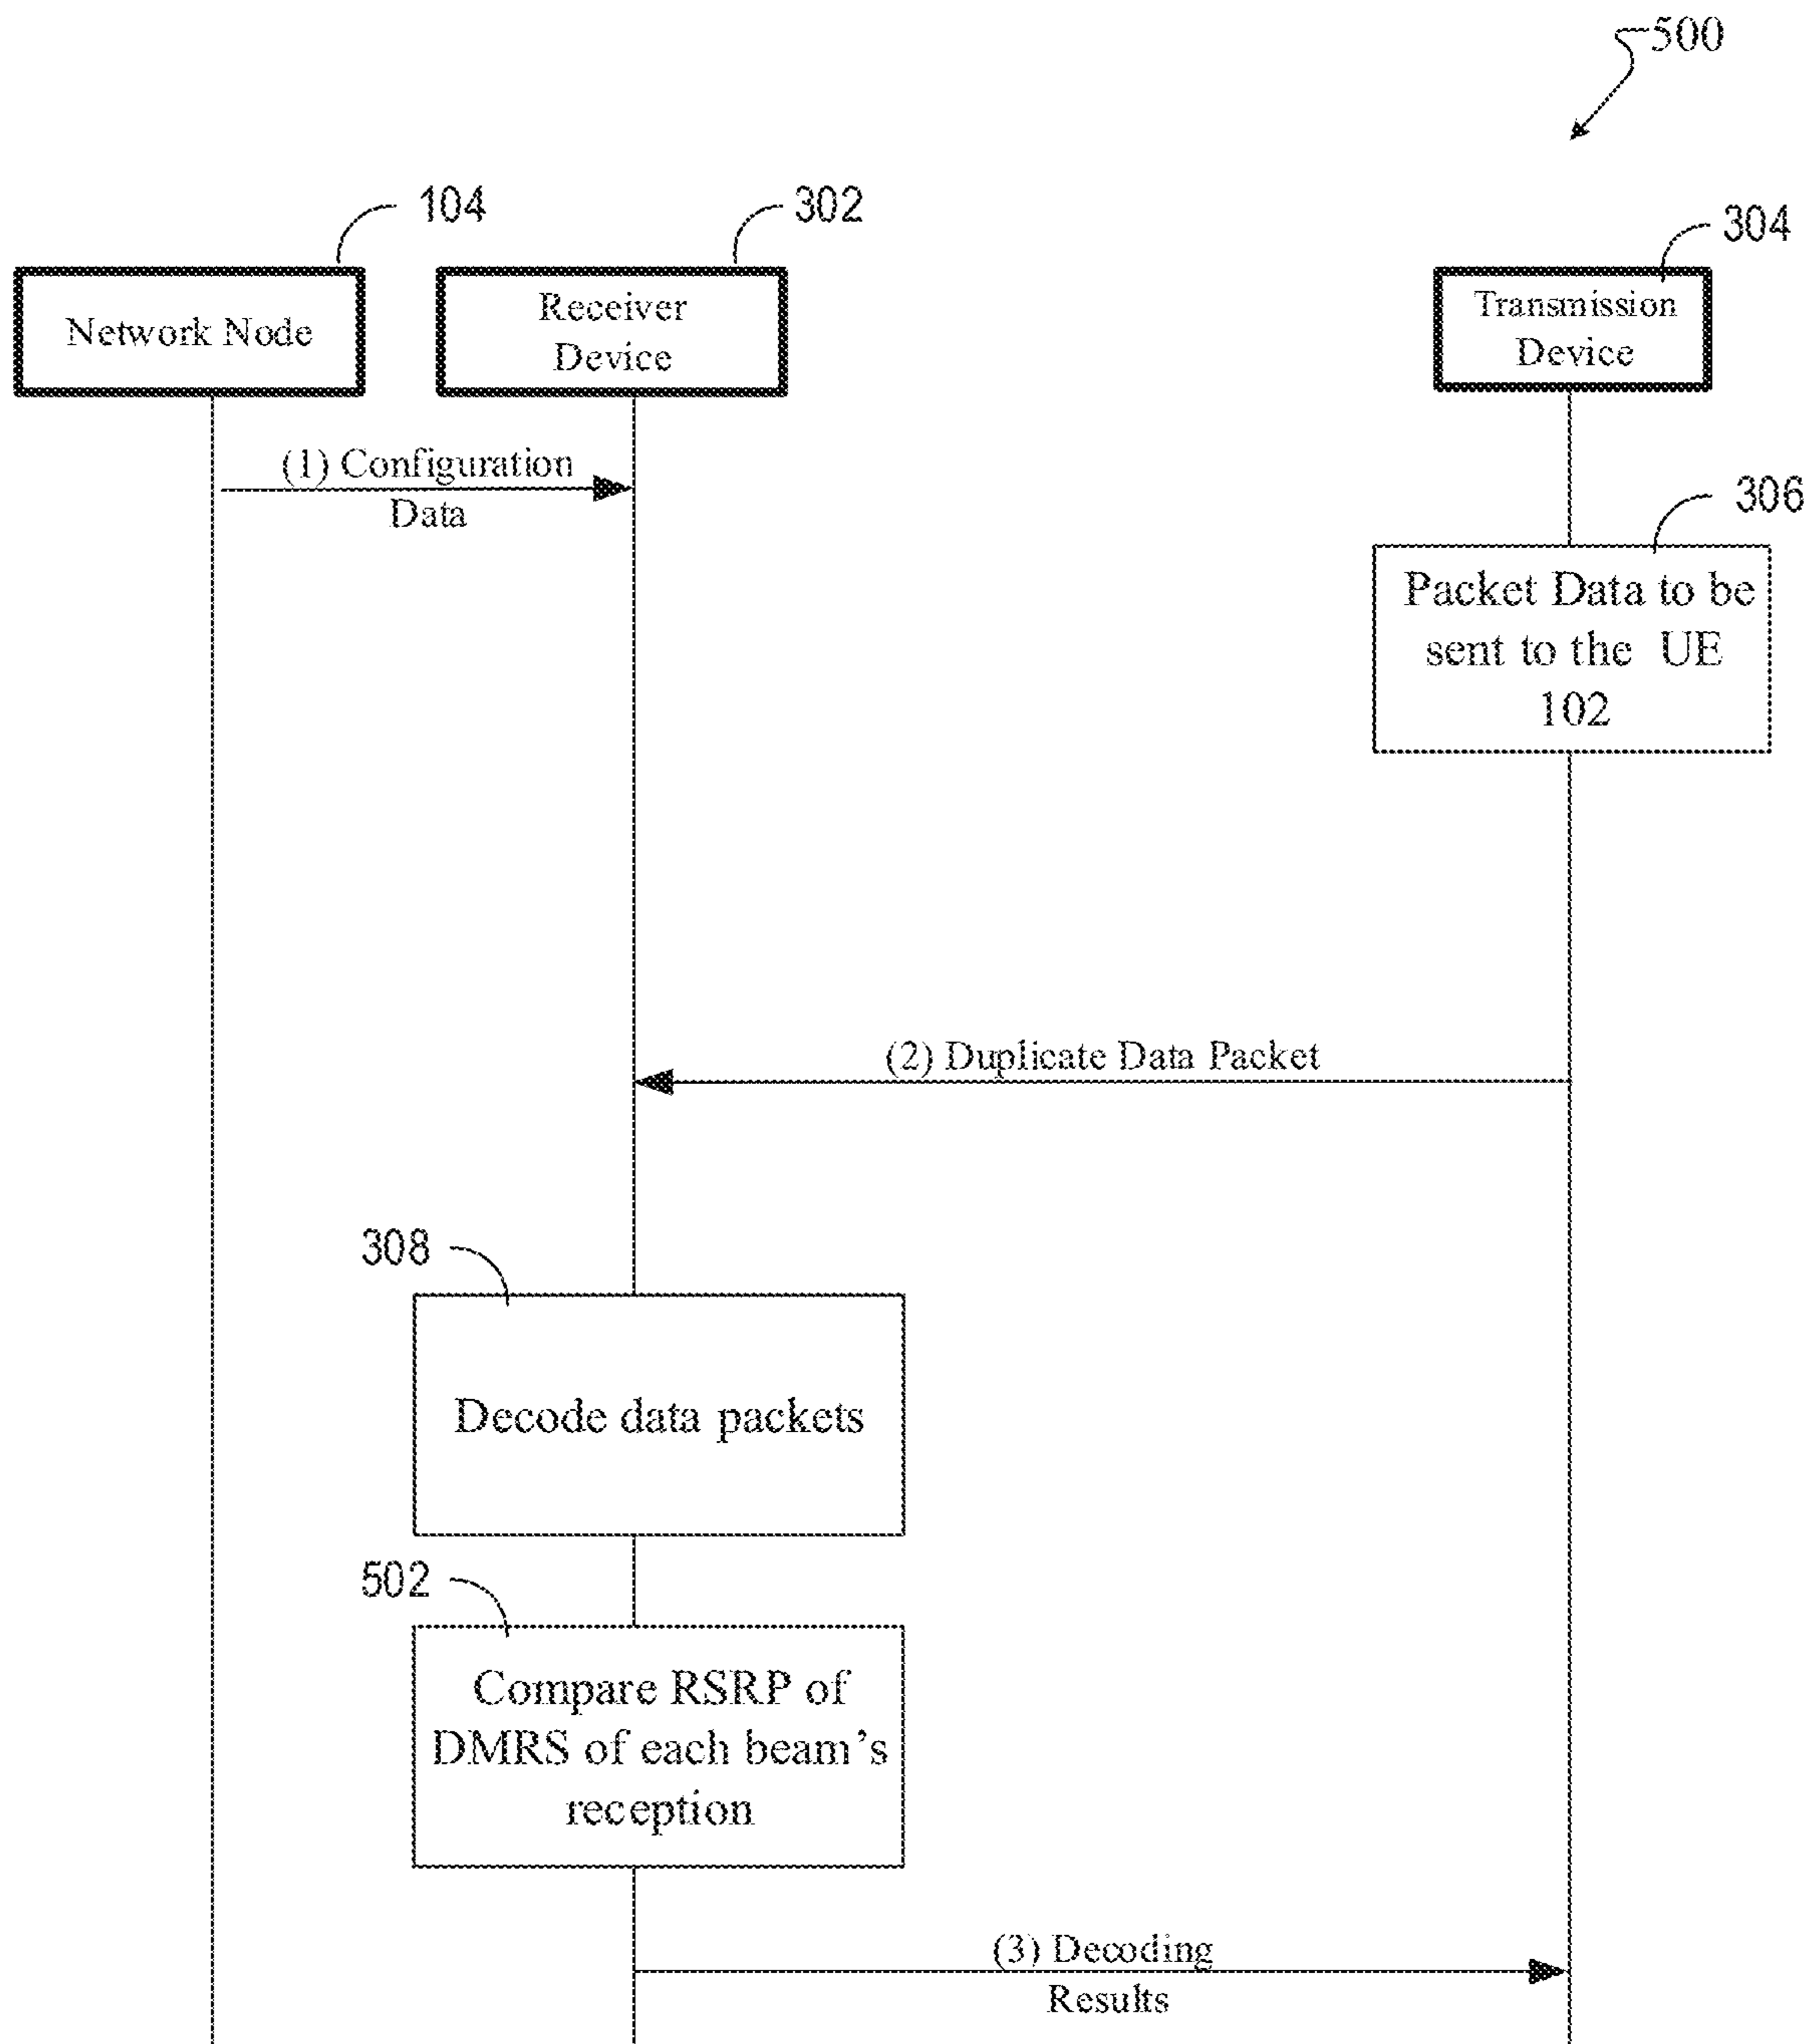 500
104
302
304
Network Node
Receiver
Device
Transmission
Device
(1) Configuration
Data
306
Packet Data to be
sent to the UE
102
(2) Duplicate Data Packet
308
Decode data packets
502
Compare RSRP of
DMRS of each beam's
reception
(3) Decoding
Results